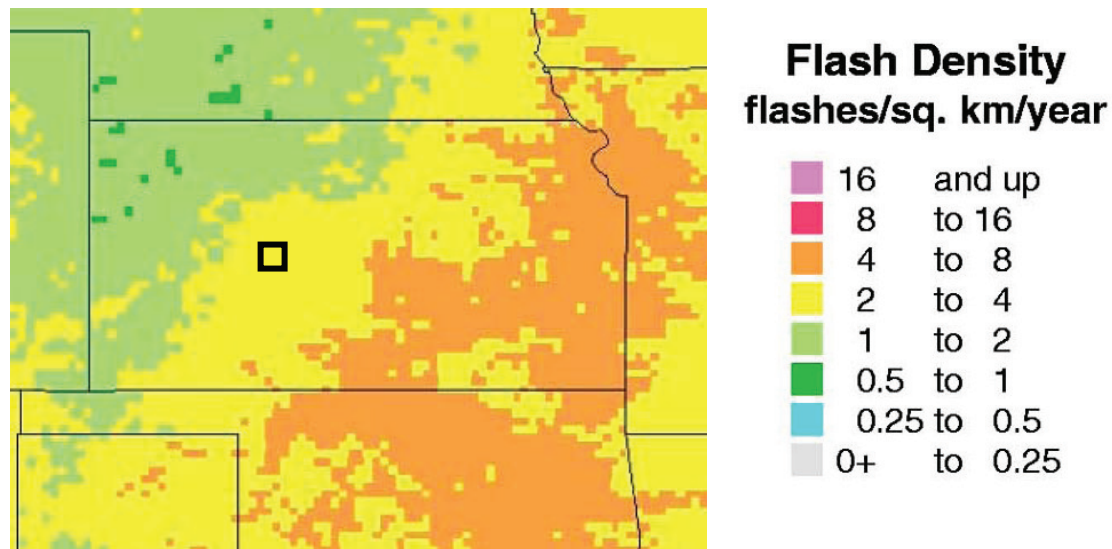 Flash Density
flashes/sq. km/year
16 and up
8 to 16
4 to 8
2 to 4
1 to 2
0.5 to 1
0.25 to 0.5
0+ to 0.25